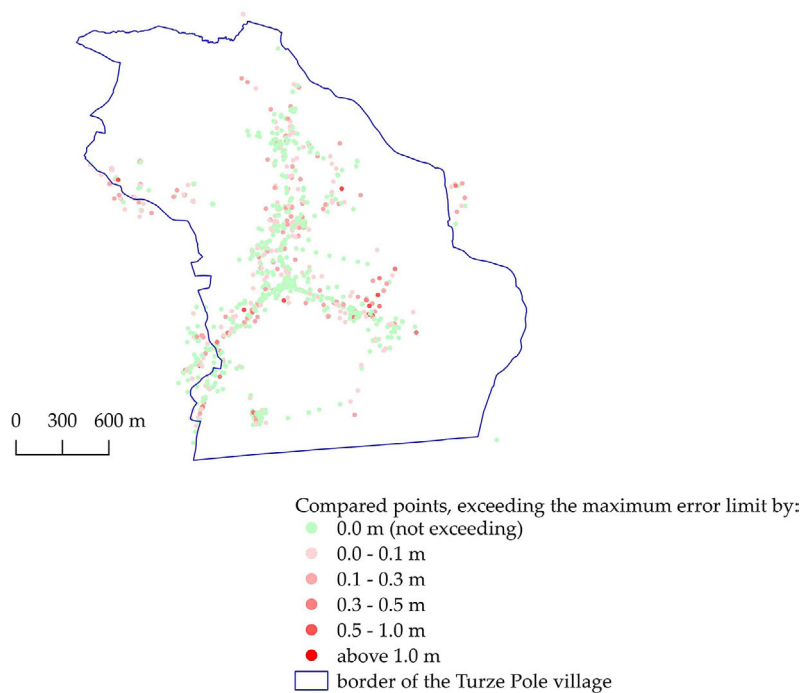 0 300 600 m
Compared points, exceeding the maximum error limit by:
0.0 m (not exceeding)
0.0 - 0.1 m
0.1 - 0.3 m
0.3 - 0.5 m
0.5 - 1.0 m
above 1.0 m
border of the Turze Pole village